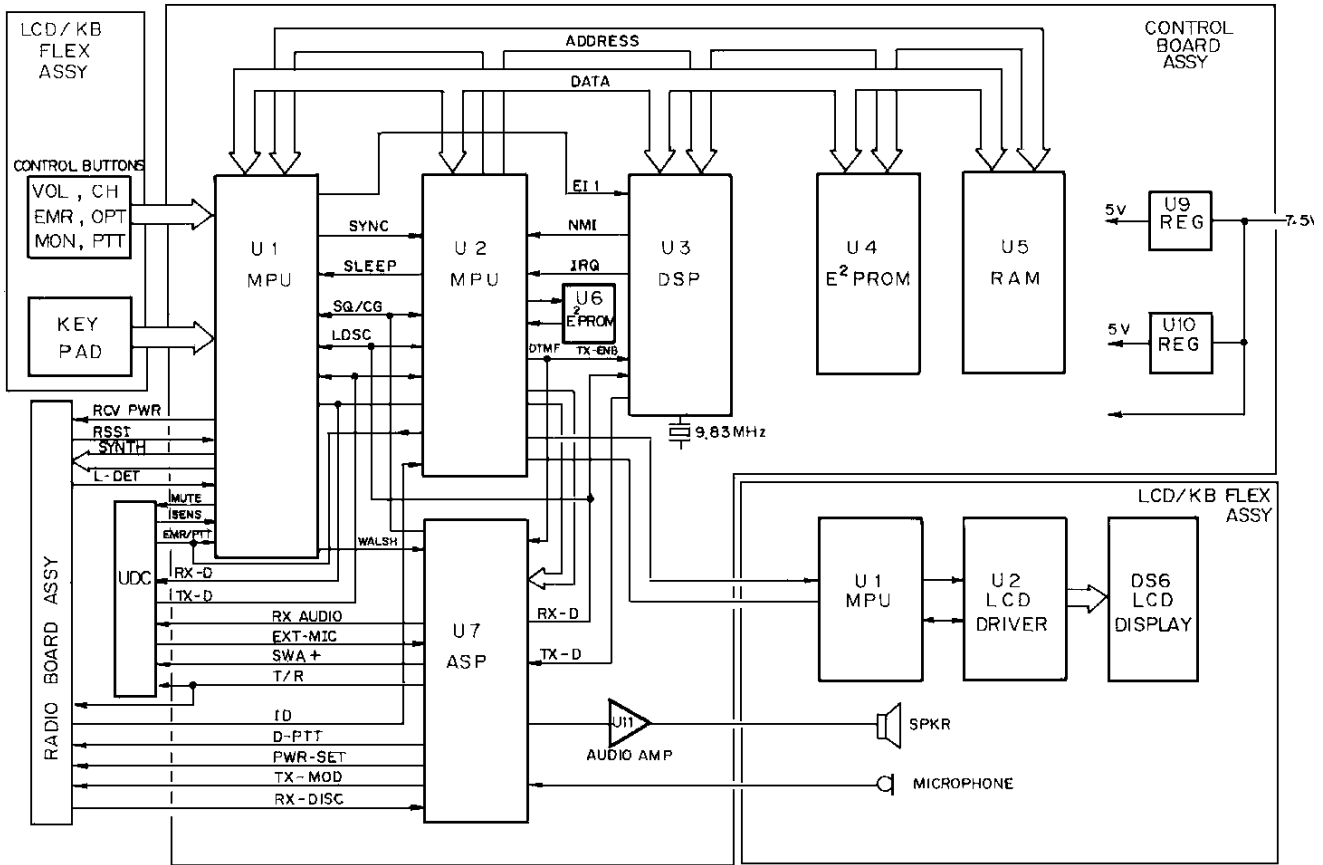 LCD/KB
FLEX
ASSY
CONTROL
BOARD
ASSY
ADDRESS
DATA
CONTROL BUTTONS
VOL, CH
EMR, OPT
MON, PTT
KEY
PAD
U1
MPU
U2
MPU
U3
DSP
U4
E²PROM
U5
RAM
U9
REG
5V
7.5V
U10
REG
5V
EI1
SYNC
NMI
SLEEP
IRQ
SQ/CG
U6
E²PROM
LDSC
DTMF
TX-ENB
9.83MHz
RCV PWR
RSSI
SYNTH
L-DET
MUTE
SENS
EMR/PTT
WALSH
UDC
RADIO BOARD ASSY
RX-D
TX-D
RX AUDIO
EXT-MIC
SWA+
T/R
ID
D-PTT
PWR-SET
TX-MOD
RX-DISC
U7
ASP
RX-D
TX-D
U11
AUDIO AMP
LCD/KB FLEX
ASSY
U1
MPU
U2
LCD
DRIVER
DS6
LCD
DISPLAY
SPKR
MICROPHONE